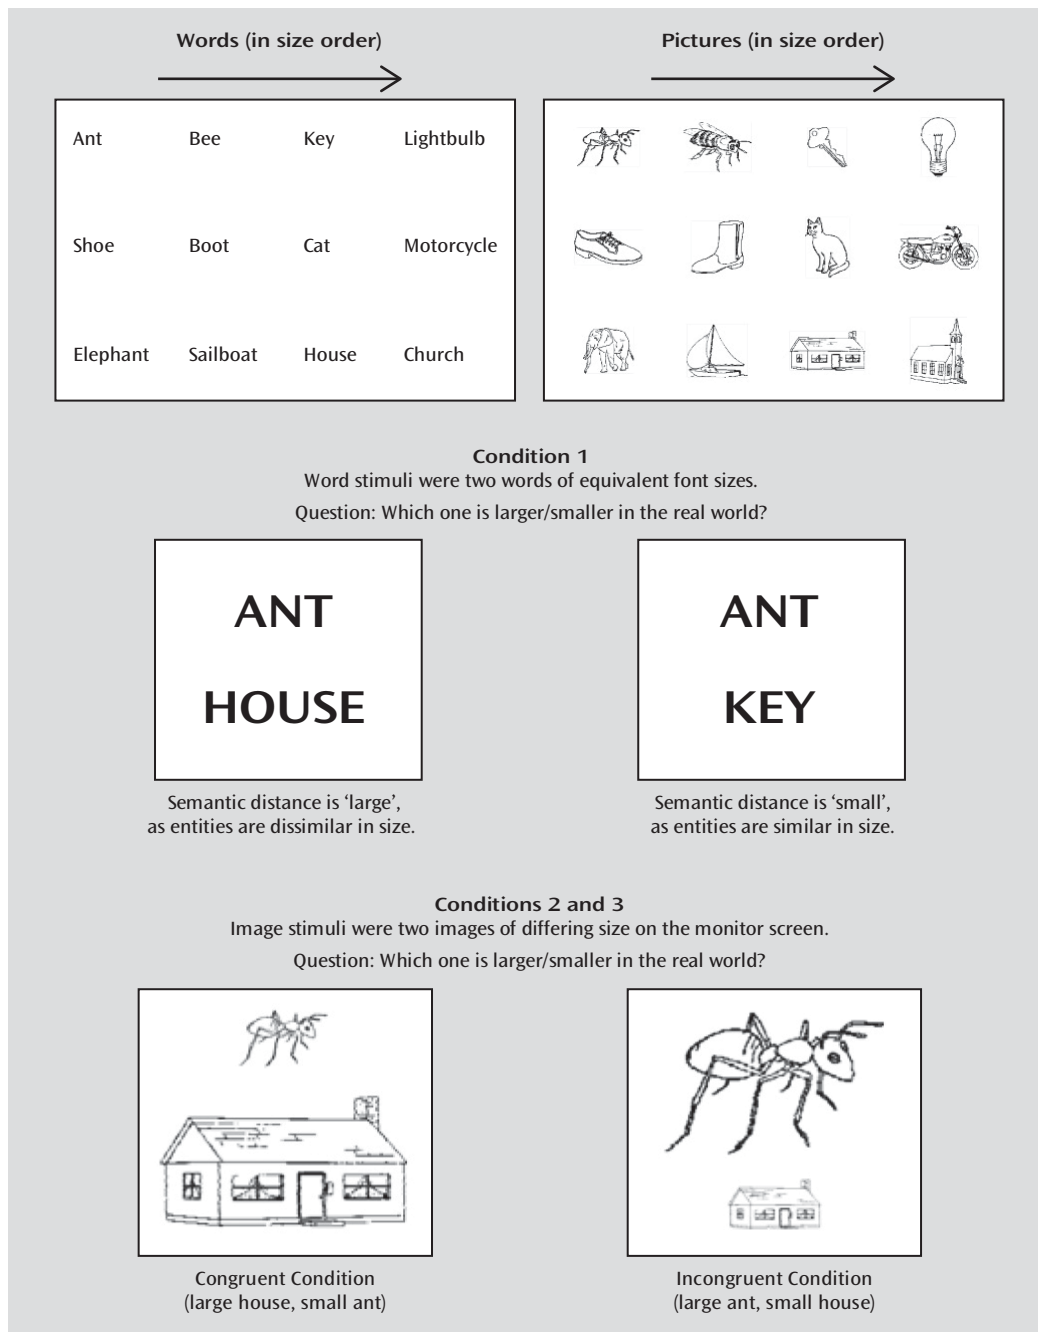 Words (in size order)
Pictures (in size order)
Ant Bee Key Lightbulb
Shoe Boot Cat Motorcycle
Elephant Sailboat House Church
Condition 1
Word stimuli were two words of equivalent font sizes.
Question: Which one is larger/smaller in the real world?
ANT
HOUSE
ANT
KEY
Semantic distance is ‘large’,
as entities are dissimilar in size.
Semantic distance is ‘small’,
as entities are similar in size.
Conditions 2 and 3
Image stimuli were two images of differing size on the monitor screen.
Question: Which one is larger/smaller in the real world?
Congruent Condition
(large house, small ant)
Incongruent Condition
(large ant, small house)